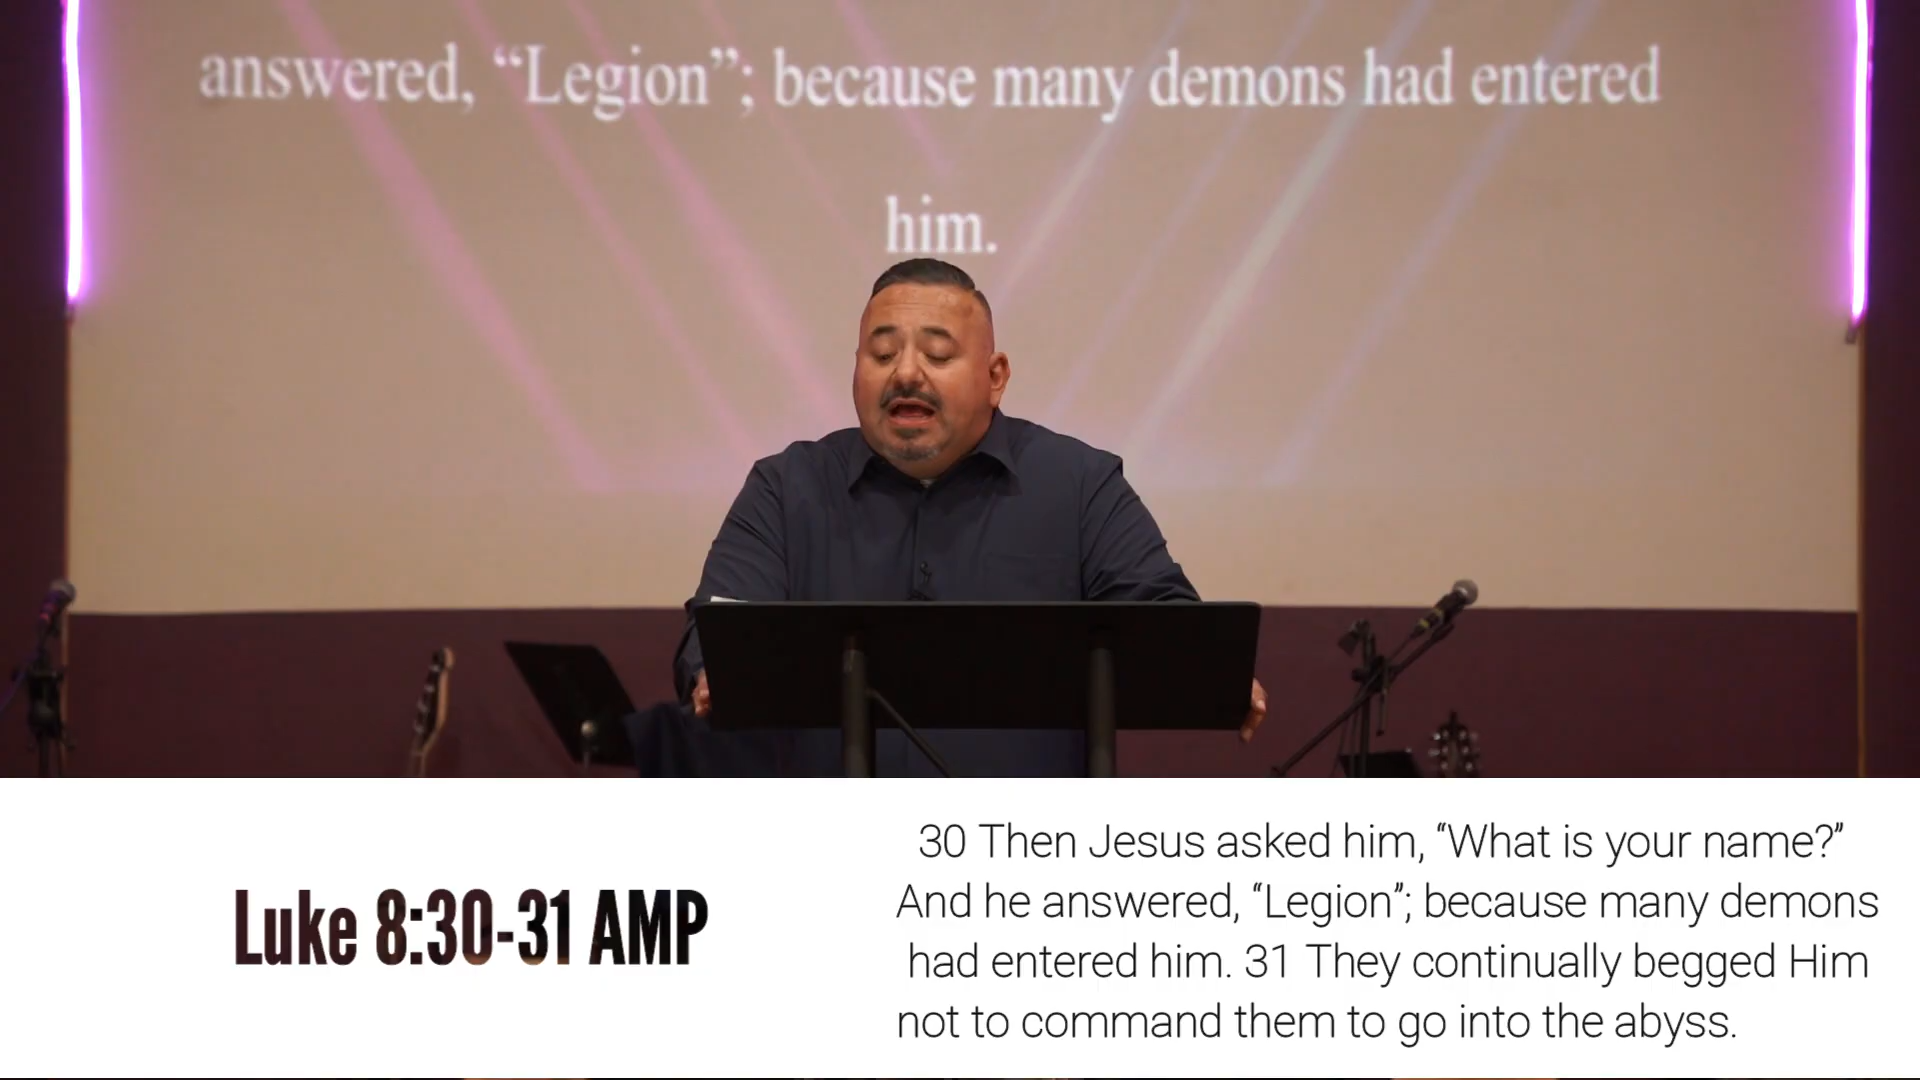 answered, “Legion”; because many demons had entered
him.
Luke 8:30-31 AMP
30 Then Jesus asked him, “What is your name?”
And he answered, “Legion”; because many demons
had entered him. 31 They continually begged Him
not to command them to go into the abyss.